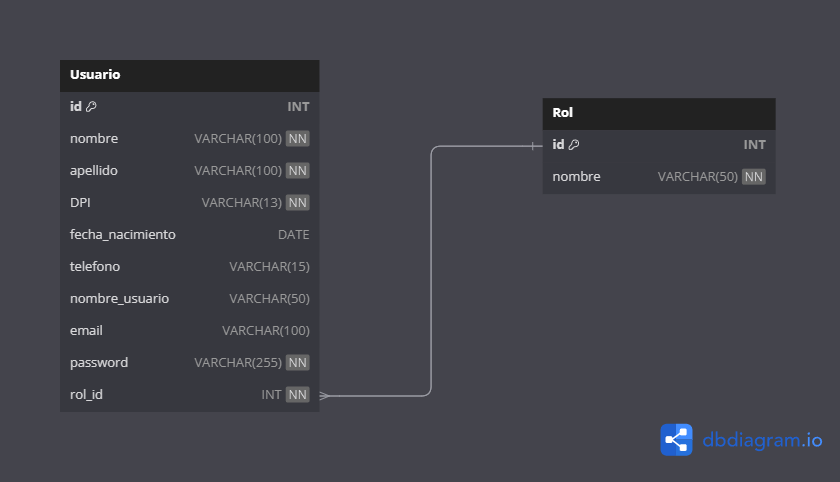 Usuario
id INT
nombre VARCHAR(100) NN
apellido VARCHAR(100) NN
DPI VARCHAR(13) NN
fecha_nacimiento DATE
telefono VARCHAR(15)
nombre_usuario VARCHAR(50)
email VARCHAR(100)
password VARCHAR(255) NN
rol_id INT NN
Rol
id INT
nombre VARCHAR(50) NN
dbdiagram.io